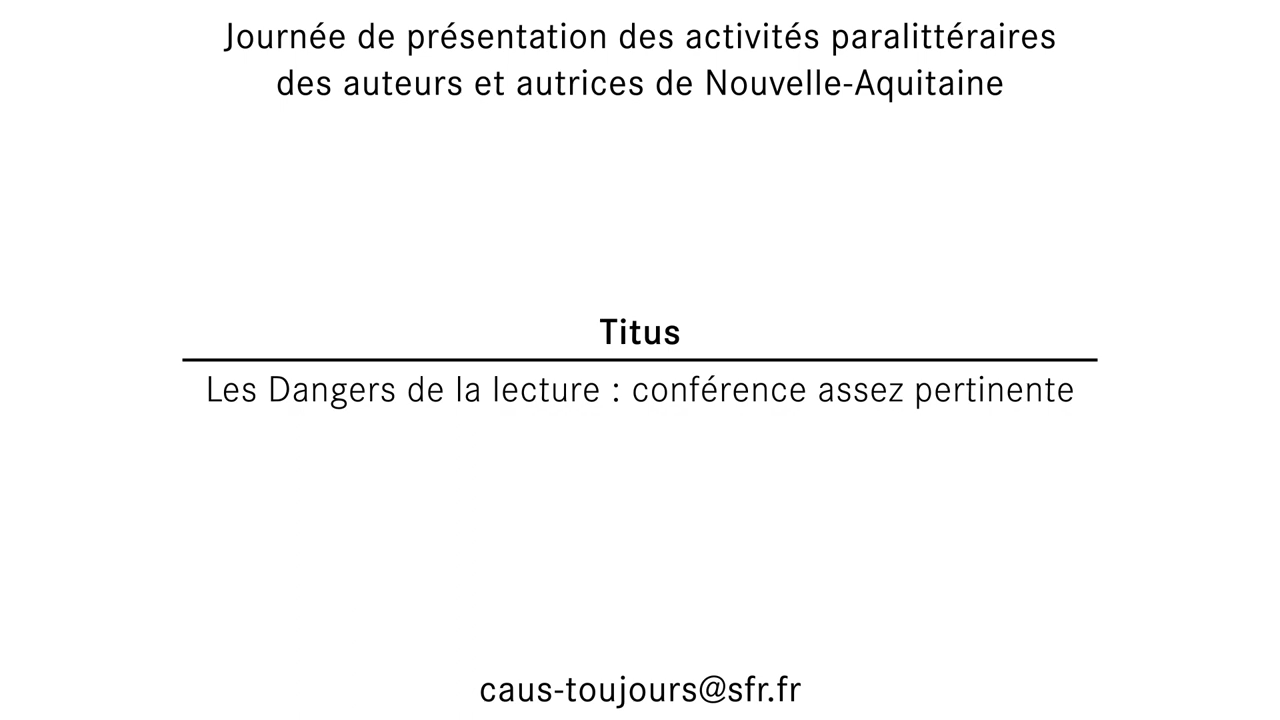 Journée de présentation des activités paralittéraires
des auteurs et autrices de Nouvelle-Aquitaine
Titus
Les Dangers de la lecture : conférence assez pertinente
caus-toujours@sfr.fr